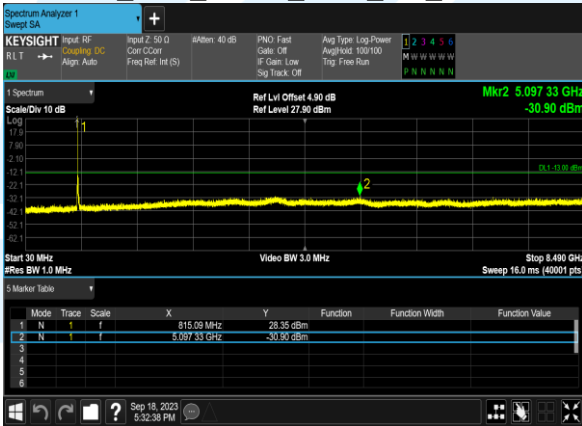 Spectrum Analyzer 1
Swept SA
+
KEYSIGHT Input: RF Input Z: 50 Ω #Atten: 40 dB PNO: Fast Avg Type: Log-Power 1 2 3 4 5 6
RLT Coupling: DC Corr CCorr Gate: Off Avg|Hold: 100/100 M W W W W W
Align: Auto Freq Ref: Int (S) IF Gain: Low Trig: Free Run
LU Sig Track: Off P N N N N N
1 Spectrum Ref Lvl Offset 4.90 dB Mkr2 5.097 33 GHz
Scale/Div 10 dB Ref Level 27.90 dBm -30.90 dBm
Log
17.9 1
7.90
-2.10
-12.1 DL1 -13.00 dBm
-22.1 2
-32.1
-42.1
-52.1
-62.1
Start 30 MHz Video BW 3.0 MHz Stop 8.490 GHz
#Res BW 1.0 MHz Sweep 16.0 ms (40001 pts)
5 Marker Table
Mode Trace Scale X Y Function Function Width Function Value
1 N 1 f 815.09 MHz 28.35 dBm
2 N 1 f 5.097 33 GHz -30.90 dBm
3
4
5
6
? Sep 18, 2023
5:32:38 PM